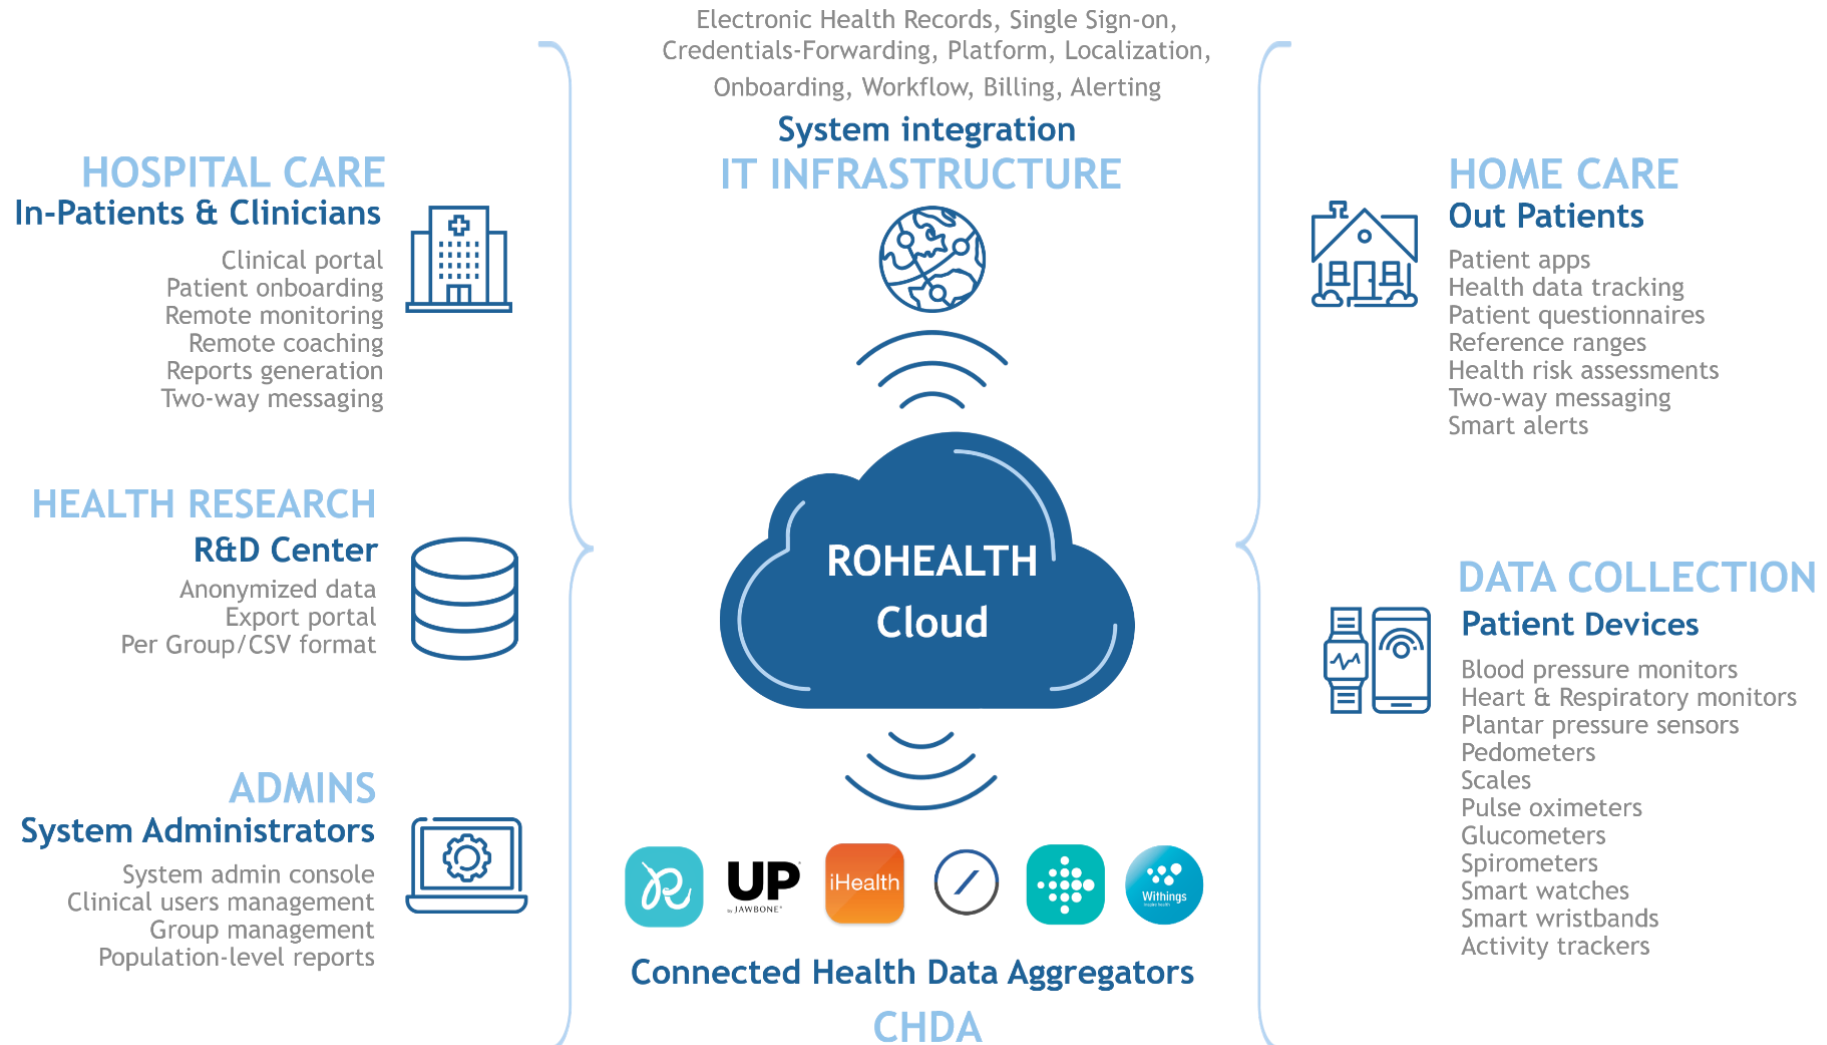 Electronic Health Records, Single Sign-on,
Credentials-Forwarding, Platform, Localization,
Onboarding, Workflow, Billing, Alerting
System integration
IT INFRASTRUCTURE
HOSPITAL CARE
In-Patients & Clinicians
Clinical portal
Patient onboarding
Remote monitoring
Remote coaching
Reports generation
Two-way messaging
HEALTH RESEARCH
R&D Center
Anonymized data
Export portal
Per Group/CSV format
ADMINS
System Administrators
System admin console
Clinical users management
Group management
Population-level reports
ROHEALTH
Cloud
UP
by JAWBONE
iHealth
Withings
Connected Health Data Aggregators
CHDA
HOME CARE
Out Patients
Patient apps
Health data tracking
Patient questionnaires
Reference ranges
Health risk assessments
Two-way messaging
Smart alerts
DATA COLLECTION
Patient Devices
Blood pressure monitors
Heart & Respiratory monitors
Plantar pressure sensors
Pedometers
Scales
Pulse oximeters
Glucometers
Spirometers
Smart watches
Smart wristbands
Activity trackers